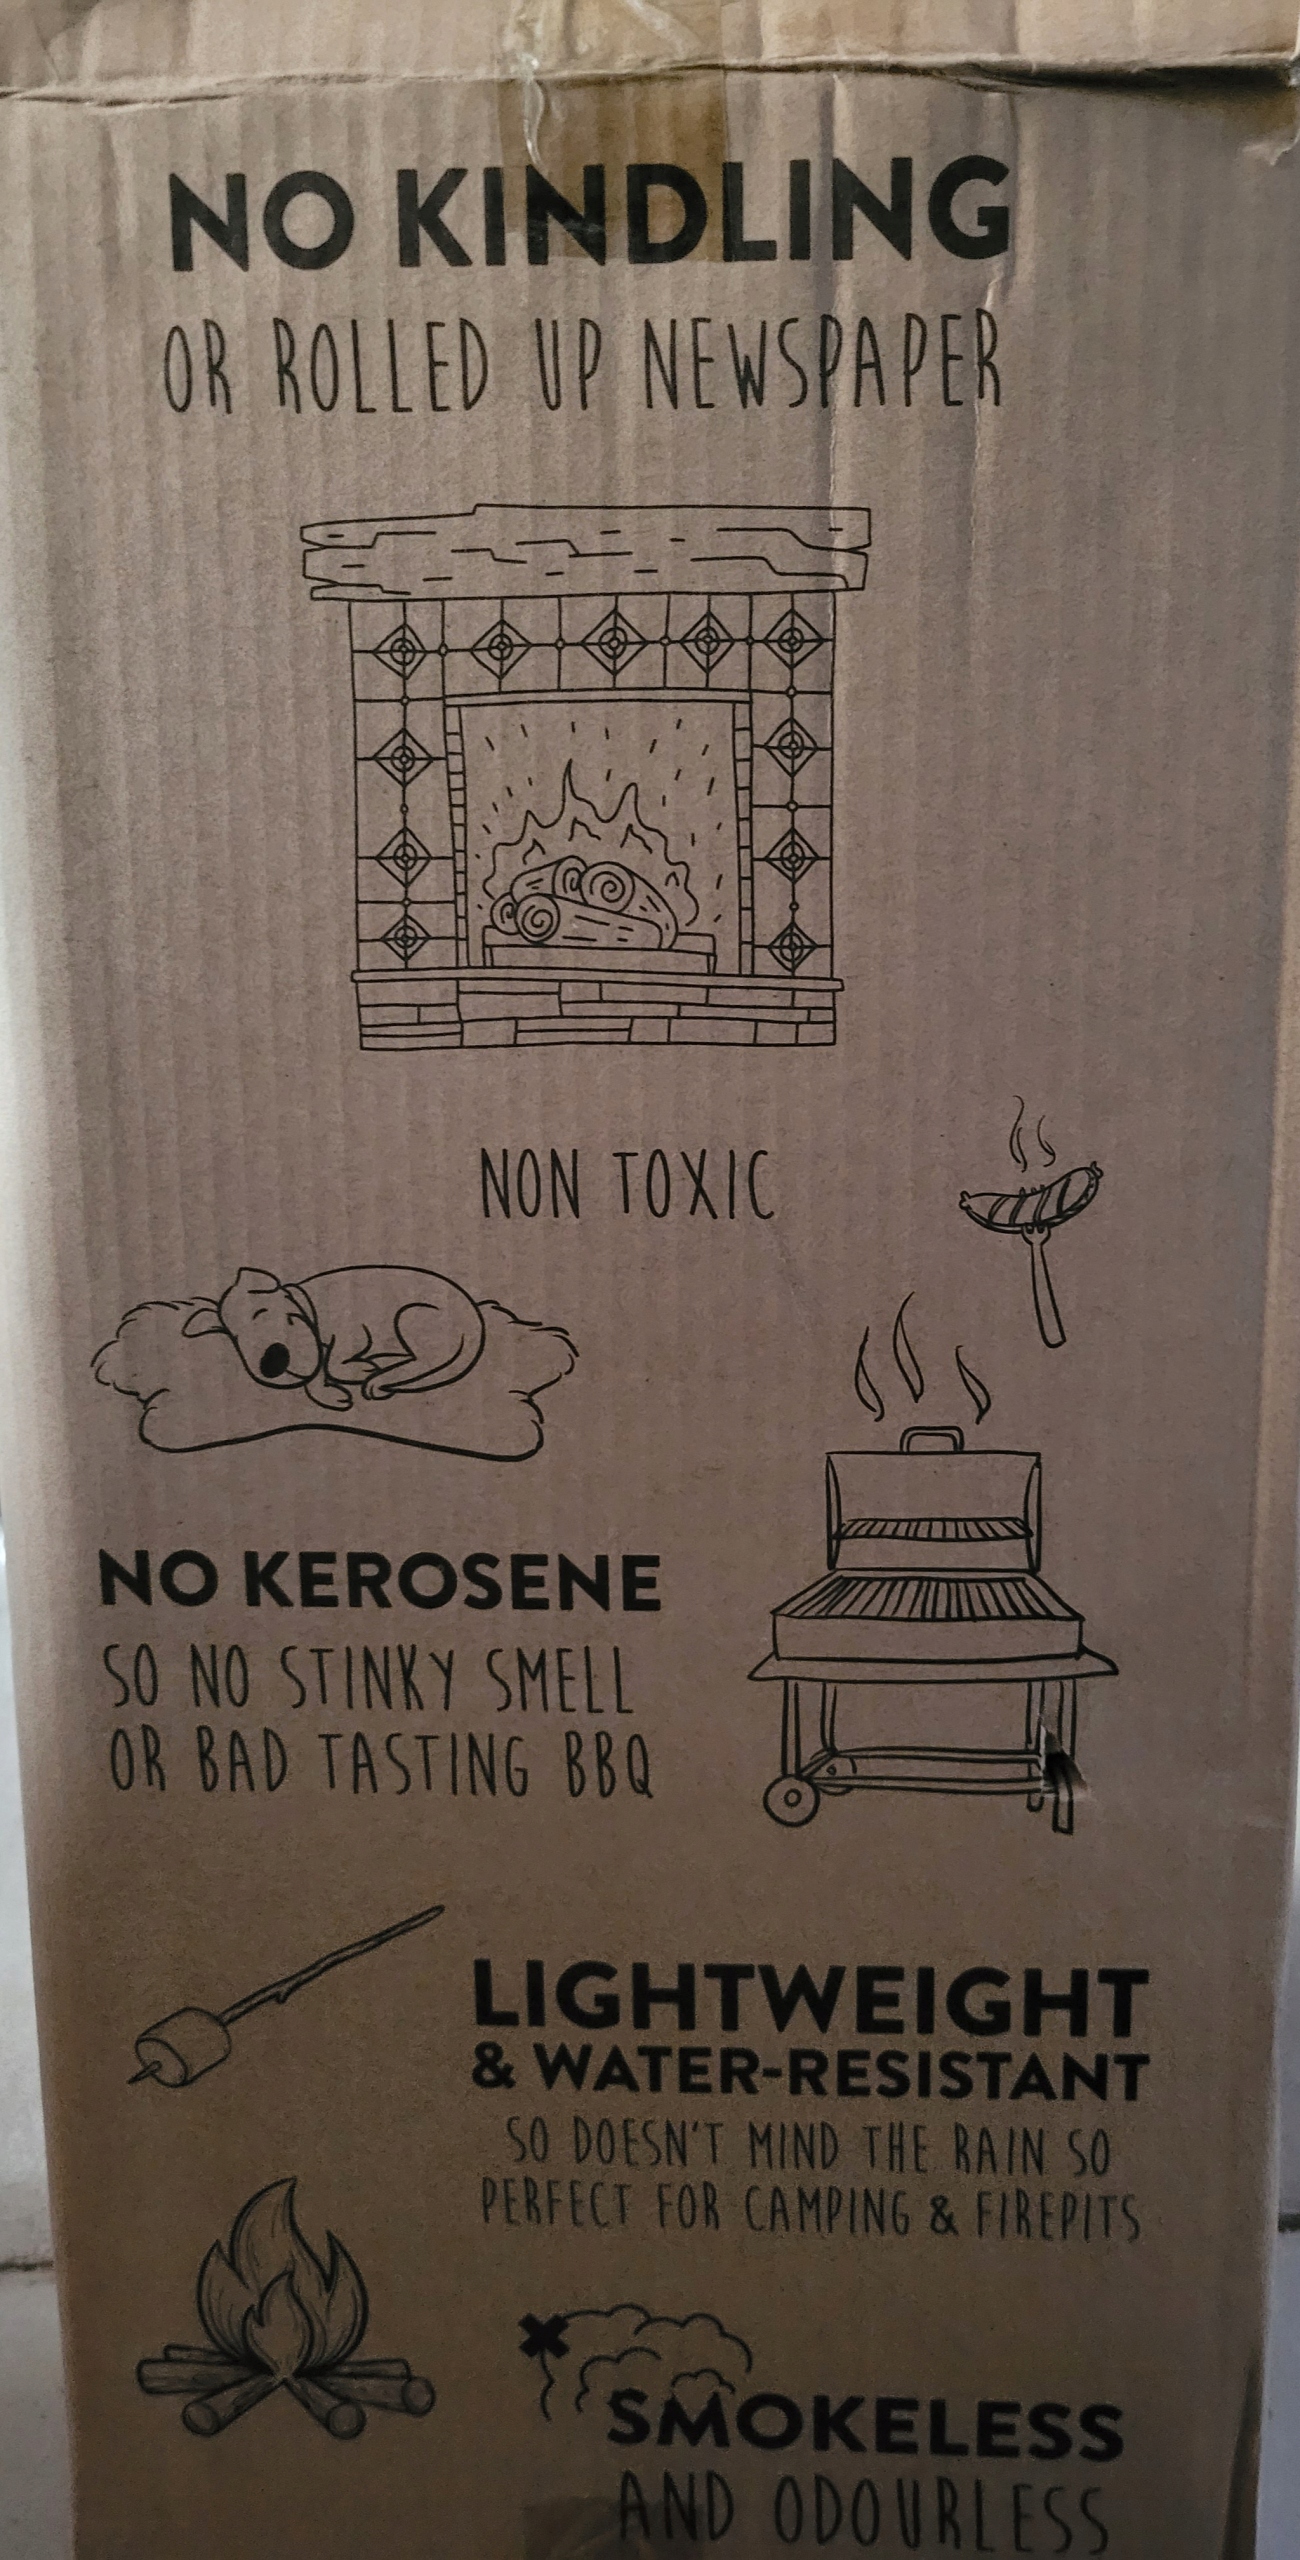 NO KINDLING
OR ROLLED UP NEWSPAPER
NON TOXIC
NO KEROSENE
SO NO STINKY SMELL
OR BAD TASTING BBQ
LIGHTWEIGHT
& WATER-RESISTANT
SO DOESN'T MIND THE RAIN SO
PERFECT FOR CAMPING & FIREPITS
SMOKELESS
AND ODOURLESS